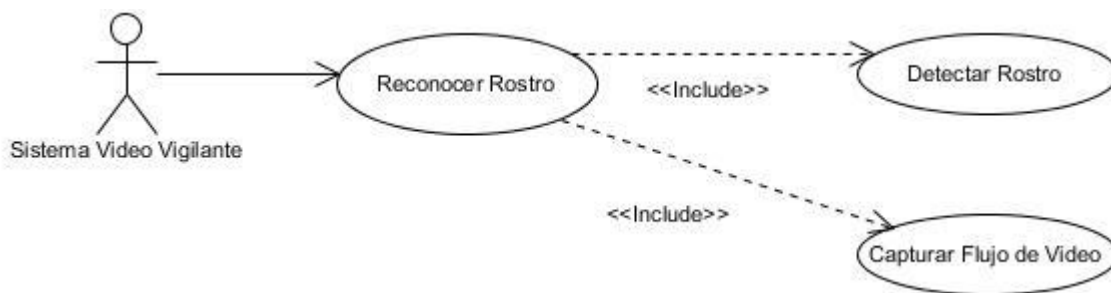 Sistema Video Vigilante
Reconocer Rostro
<<Include>>
Detectar Rostro
<<Include>>
Capturar Flujo de Video